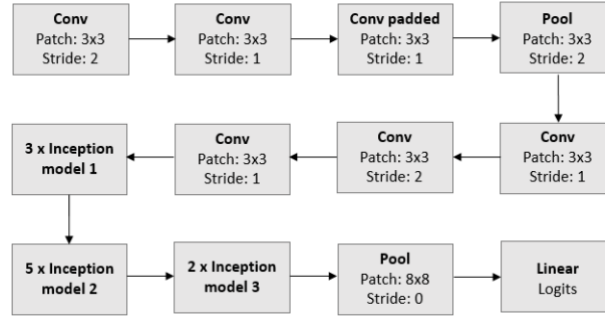 Conv
Patch: 3x3
Stride: 2
Conv
Patch: 3x3
Stride: 1
Conv padded
Patch: 3x3
Stride: 1
Pool
Patch: 3x3
Stride: 2
Conv
Patch: 3x3
Stride: 1
Conv
Patch: 3x3
Stride: 2
Conv
Patch: 3x3
Stride: 1
3 x Inception
model 1
5 x Inception
model 2
2 x Inception
model 3
Pool
Patch: 8x8
Stride: 0
Linear
Logits